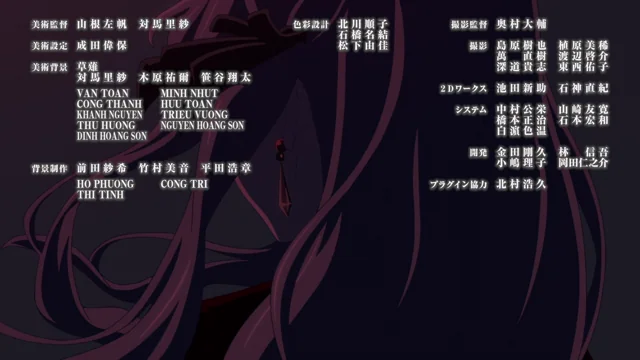 美術監督 山根左帆 対馬里紗
美術設定 成田偉保
美術背景 草薙
対馬里紗 木原祐爾 笹谷翔太
VAN TOAN MINH NHUT
CONG THANH HUU TOAN
KHANH NGUYEN TRIEU VUONG
THU HUONG NGUYEN HOANG SON
DINH HOANG SON
背景制作 前田紗希 竹村美音 平田浩章
HO PHUONG CONG TRI
THI TINH
色彩設計 北川順子
石橋名結
松下由佳
撮影監督 奥村大輔
撮影 島原樹也 植原美稀
萬 直樹 渡辺啓介
深道貴志 東西佑子
2Dワークス 池田新助 石神直紀
システム 中村公栄 山崎友寛
橋本正治 石本宏和
白濵色温
開発 金田剛久 林 信吾
小嶋理子 岡田仁之介
プラグイン協力 北村浩久